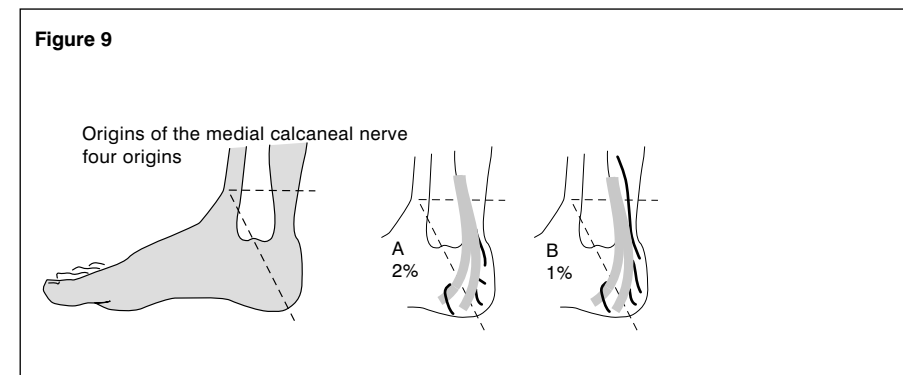 Figure 9
Origins of the medial calcaneal nerve
four origins
A
2%
B
1%